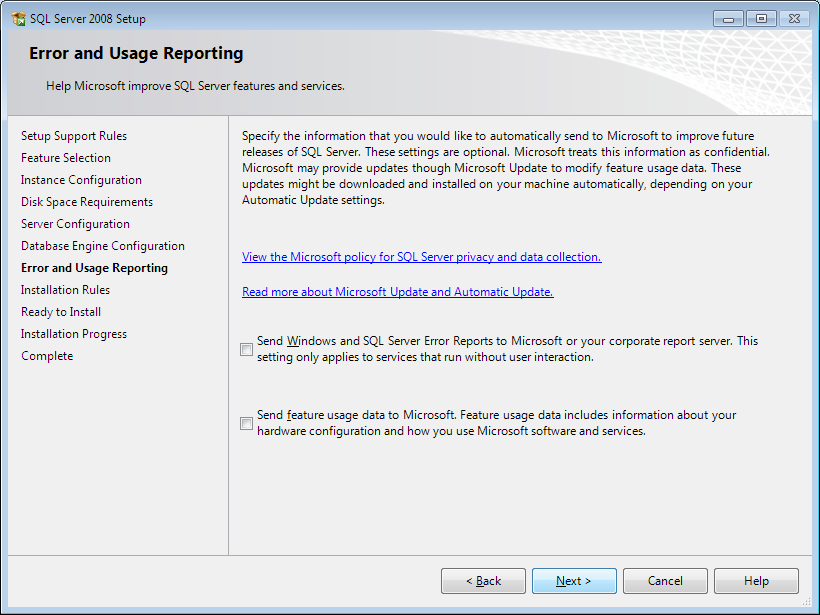 SQL Server 2008 Setup
Error and Usage Reporting
Help Microsoft improve SQL Server features and services.
Setup Support Rules
Feature Selection
Instance Configuration
Disk Space Requirements
Server Configuration
Database Engine Configuration
Error and Usage Reporting
Installation Rules
Ready to Install
Installation Progress
Complete
Specify the information that you would like to automatically send to Microsoft to improve future
releases of SQL Server. These settings are optional. Microsoft treats this information as confidential.
Microsoft may provide updates though Microsoft Update to modify feature usage data. These
updates might be downloaded and installed on your machine automatically, depending on your
Automatic Update settings.
View the Microsoft policy for SQL Server privacy and data collection.
Read more about Microsoft Update and Automatic Update.
Send Windows and SQL Server Error Reports to Microsoft or your corporate report server. This
setting only applies to services that run without user interaction.
Send feature usage data to Microsoft. Feature usage data includes information about your
hardware configuration and how you use Microsoft software and services.
< Back
Next >
Cancel
Help